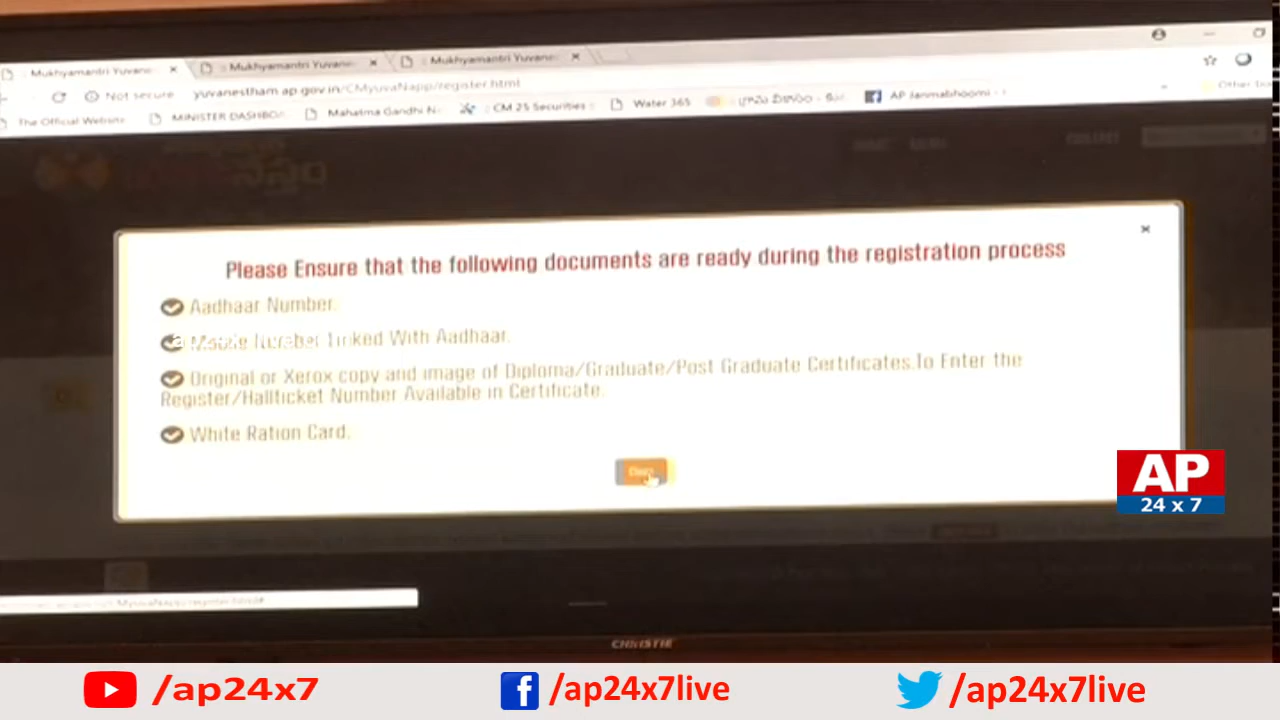 Mukhyamantri Yuvane
Mukhyamantri Yuvane
Mukhyamantri Yuvane
Not secure
yuvanestham.ap.gov.in/CMyuvaNapp/register.html
The Official Website
MINISTER DASHBOA
Mahatma Gandhi N
CM 25 Securities
Water 365
AP Janmabhoomi
నేస్తం
Please Ensure that the following documents are ready during the registration process
Aadhaar Number.
Mobile Number Linked With Aadhaar.
Original or Xerox copy and image of Diploma/Graduate/Post Graduate Certificates.To Enter the
Register/Hallticket Number Available in Certificate.
White Ration Card.
AP
24 x 7
CHRISTIE
/ap24x7
/ap24x7live
/ap24x7live